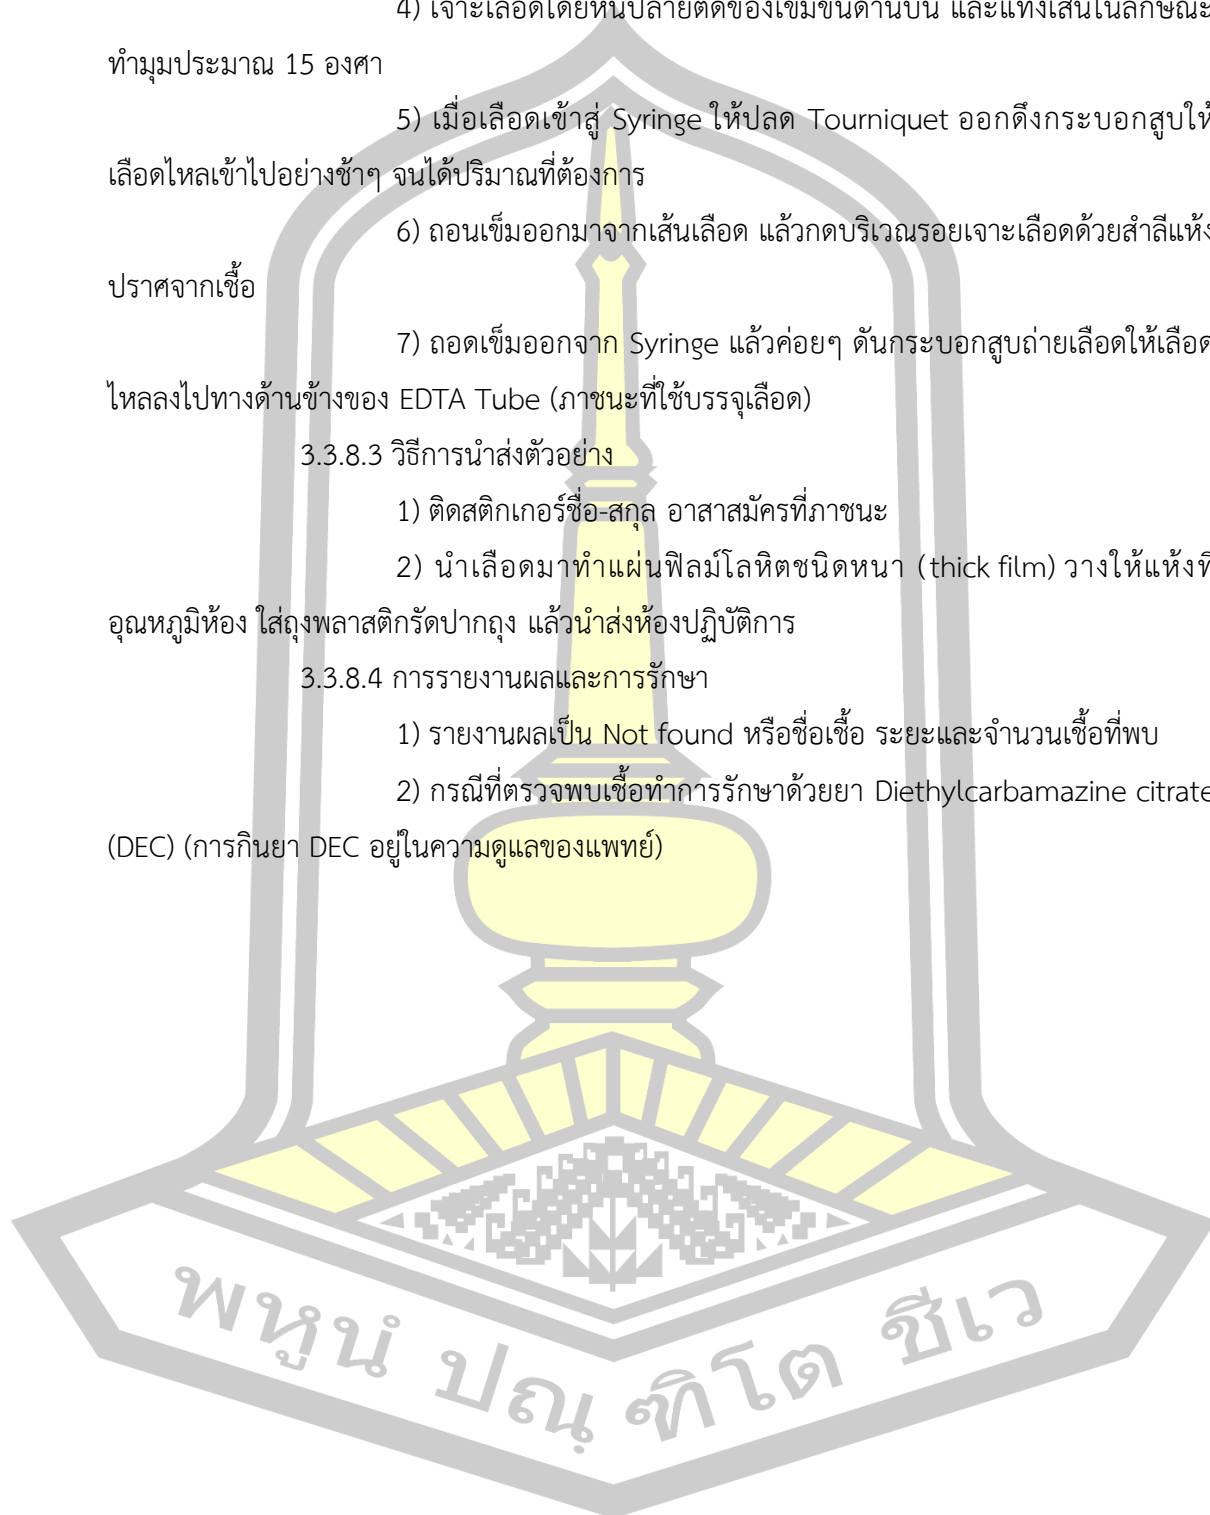 4) เจาะเลือดโดยหันปลายตัดของเข็มขึ้นด้านบน และแทงเส้นในลักษณะ
ทำมุมประมาณ 15 องศา
5) เมื่อเลือดเข้าสู่ Syringe ให้ปลด Tourniquet ออกดึงกระบอกสูบให้
เลือดไหลเข้าไปอย่างช้าๆ จนได้ปริมาณที่ต้องการ
6) ถอนเข็มออกมาจากเส้นเลือด แล้วกดบริเวณรอยเจาะเลือดด้วยสำลีแห้ง
ปราศจากเชื้อ
7) ถอดเข็มออกจาก Syringe แล้วค่อยๆ ดันกระบอกสูบถ่ายเลือดให้เลือด
ไหลลงไปทางด้านข้างของ EDTA Tube (ภาชนะที่ใช้บรรจุเลือด)
3.3.8.3 วิธีการนำส่งตัวอย่าง
1) ติดสติกเกอร์ชื่อ-สกุล อาสาสมัครที่ภาชนะ
2) นำเลือดมาทำแผ่นฟิลม์โลหิตชนิดหนา (thick film) วางให้แห้งที่
อุณหภูมิห้อง ใส่ถุงพลาสติกรัดปากถุง แล้วนำส่งห้องปฏิบัติการ
3.3.8.4 การรายงานผลและการรักษา
1) รายงานผลเป็น Not found หรือชื่อเชื้อ ระยะและจำนวนเชื้อที่พบ
2) กรณีที่ตรวจพบเชื้อทำการรักษาด้วยยา Diethylcarbamazine citrate
(DEC) (การกินยา DEC อยู่ในความดูแลของแพทย์)
พหูนํ ปณฺฑิโต ชีเว